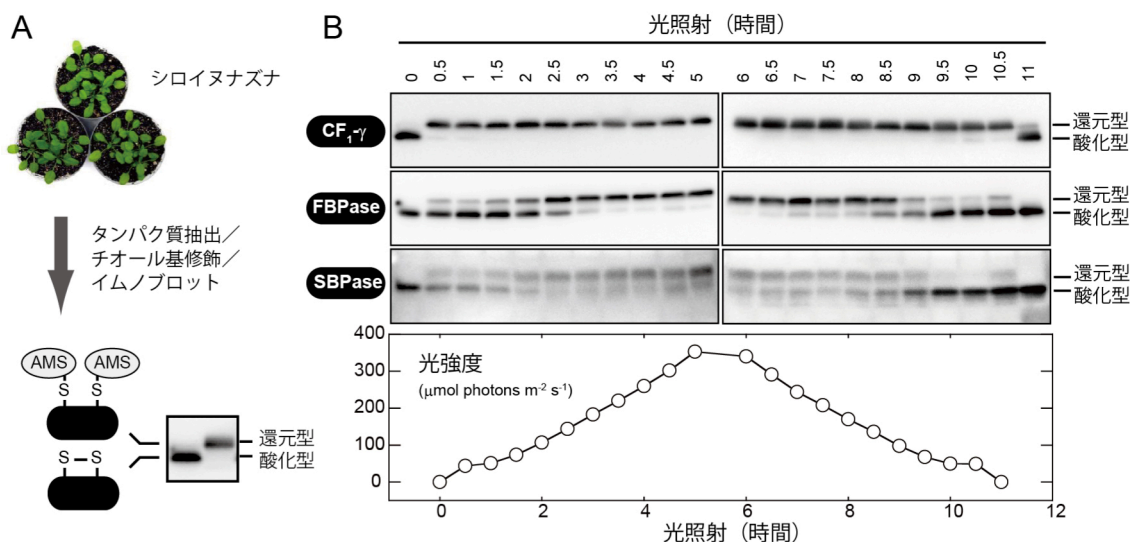 A
シロイヌナズナ
タンパク質抽出／
チオール基修飾／
イムノブロット
AMS AMS
S S
S S
還元型
酸化型
B
光照射（時間）
0 0.5 1 1.5 2 2.5 3 3.5 4 4.5 5 6 6.5 7 7.5 8 8.5 9 9.5 10 10.5 11
CF₁-γ
還元型
酸化型
FBPase
還元型
酸化型
SBPase
還元型
酸化型
光強度
(μmol photons m⁻² s⁻¹)
400
300
200
100
0
0 2 4 6 8 10 12
光照射（時間）